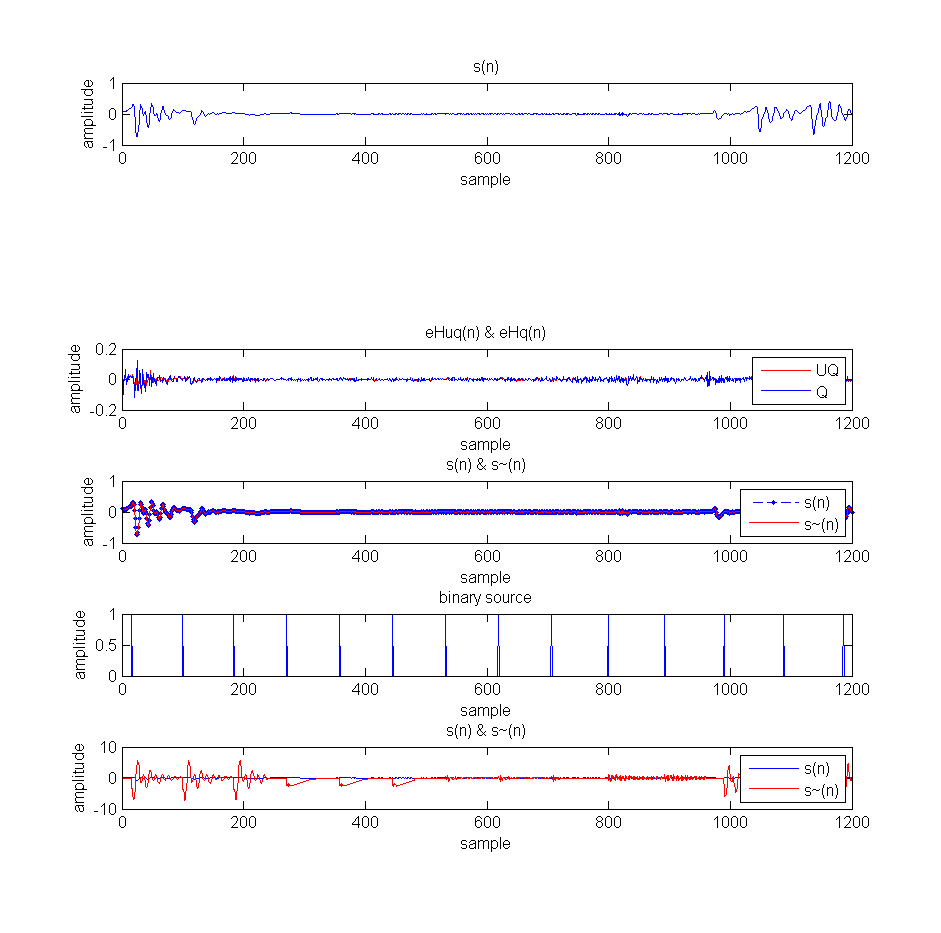 s(n)
1
0
-1
amplitude
0 200 400 600 800 1000 1200
sample
eHuq(n) & eHq(n)
0.2
0
-0.2
amplitude
UQ
Q
0 200 400 600 800 1000 1200
sample
s(n) & s~(n)
1
0
-1
amplitude
s(n)
s~(n)
0 200 400 600 800 1000 1200
sample
binary source
1
0.5
0
amplitude
0 200 400 600 800 1000 1200
sample
s(n) & s~(n)
10
0
-10
amplitude
s(n)
s~(n)
0 200 400 600 800 1000 1200
sample